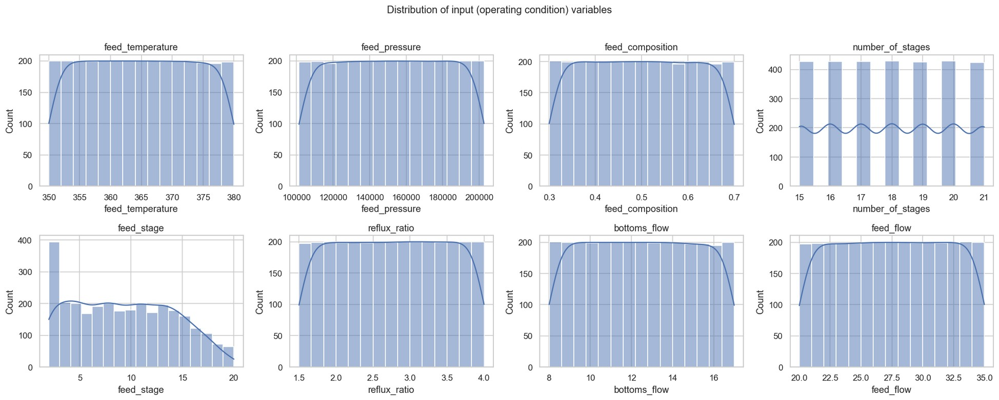 Distribution of input (operating condition) variables
feed_temperature
feed_pressure
feed_composition
number_of_stages
Count
200
150
100
50
0
350 355 360 365 370 375 380
feed_temperature
Count
200
150
100
50
0
100000 120000 140000 160000 180000 200000
feed_pressure
Count
200
150
100
50
0
0.3 0.4 0.5 0.6 0.7
feed_composition
Count
400
300
200
100
0
15 16 17 18 19 20 21
number_of_stages
feed_stage
reflux_ratio
bottoms_flow
feed_flow
Count
400
300
200
100
0
5 10 15 20
feed_stage
Count
200
150
100
50
0
1.5 2.0 2.5 3.0 3.5 4.0
reflux_ratio
Count
200
150
100
50
0
8 10 12 14 16
bottoms_flow
Count
200
150
100
50
0
20.0 22.5 25.0 27.5 30.0 32.5 35.0
feed_flow